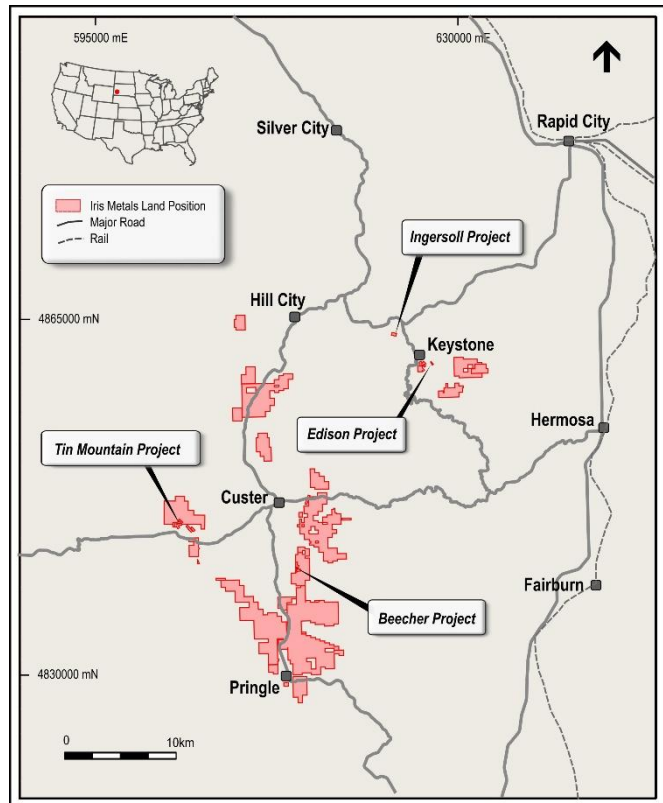 595000 mE
630000 mE
Silver City
Rapid City
Iris Metals Land Position
Major Road
Rail
Ingersoll Project
Hill City
4865000 mN
Keystone
Edison Project
Hermosa
Tin Mountain Project
Custer
Fairburn
Beecher Project
4830000 mN
Pringle
0
10km